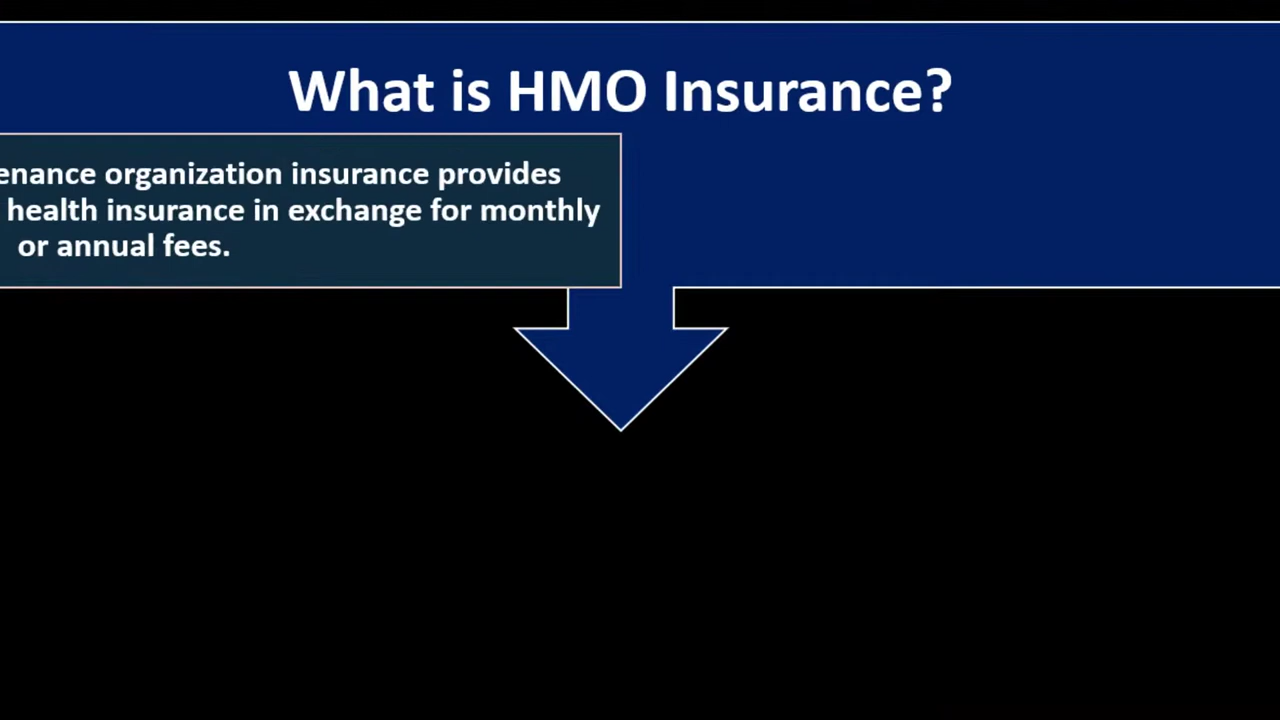 What is HMO Insurance?
enance organization insurance provides
health insurance in exchange for monthly
or annual fees.